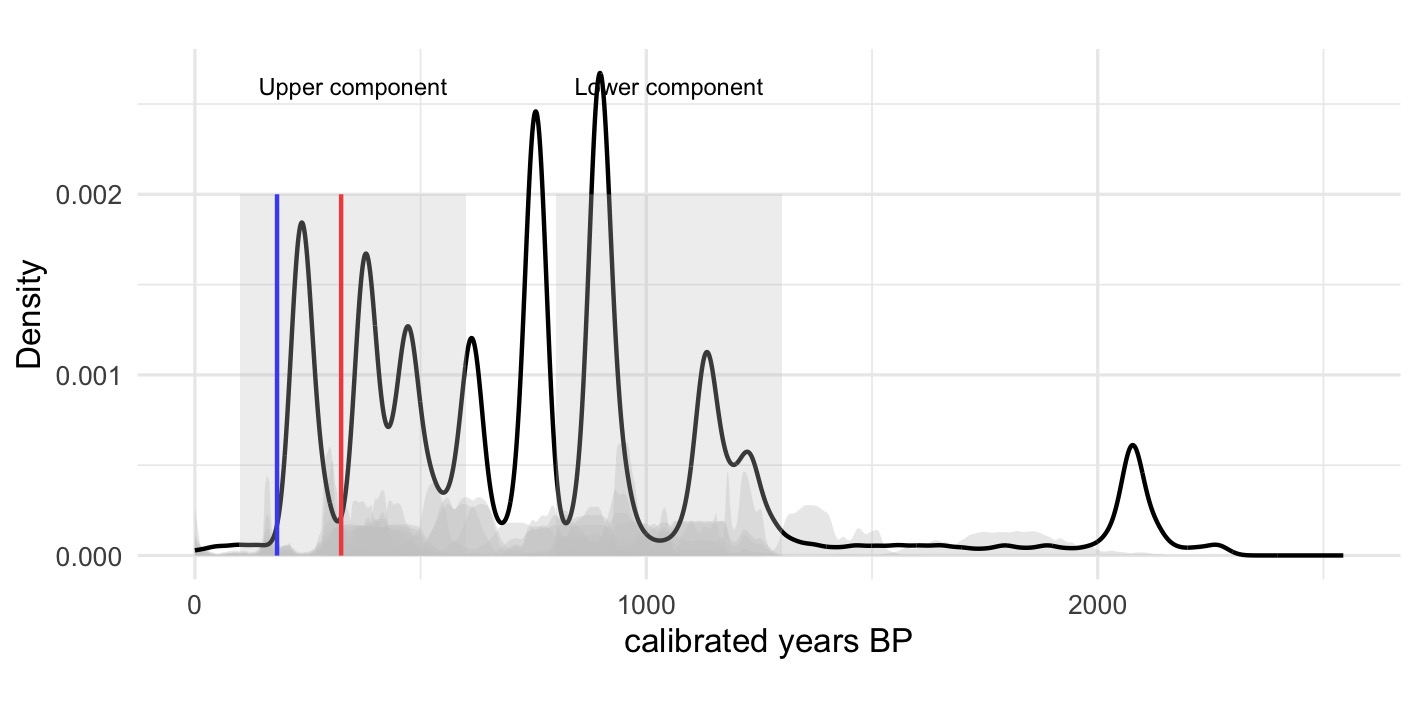 Upper component
Lower component
0.002
0.001
0.000
Density
0
1000
2000
calibrated years BP